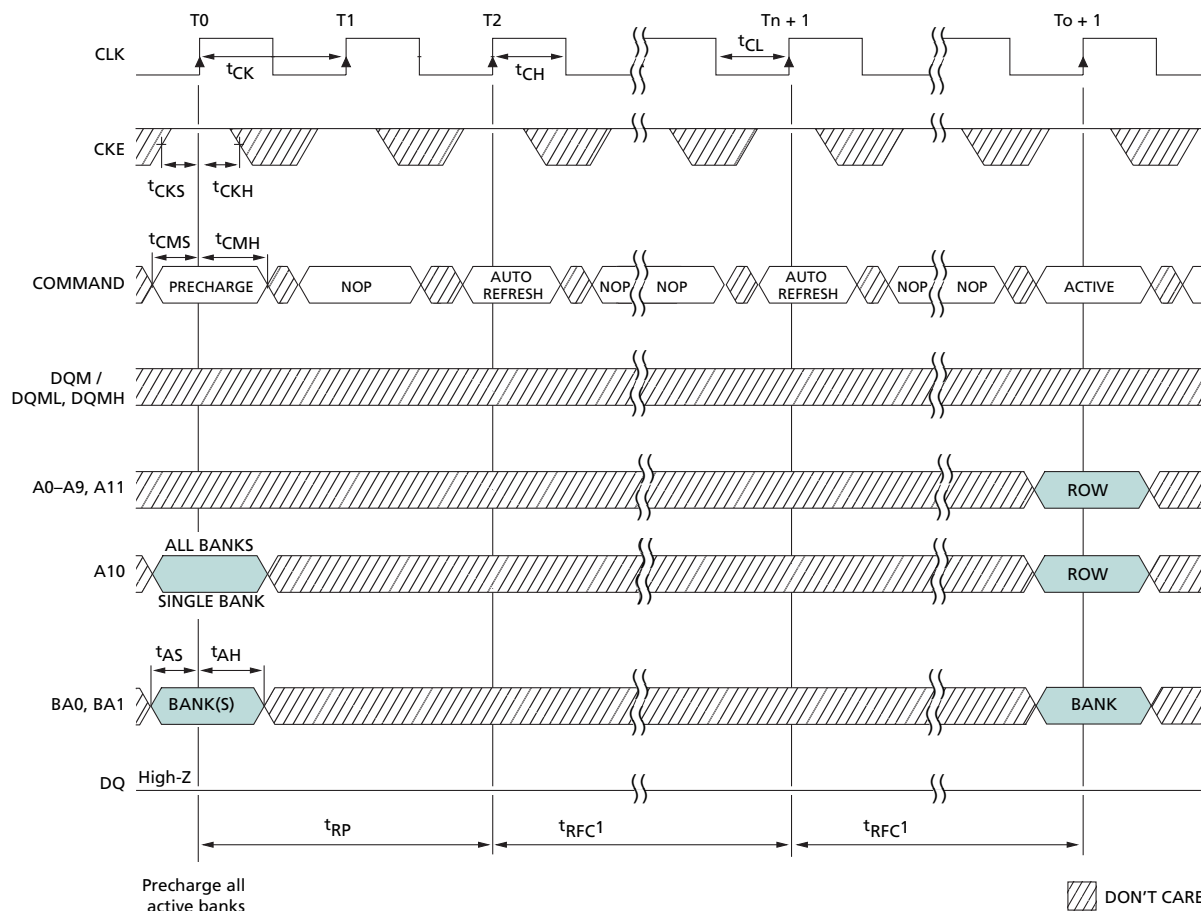 T0 T1 T2 Tn + 1 To + 1
CLK
tCK tCH tCL
CKE
tCKS tCKH
tCMS tCMH
COMMAND PRECHARGE NOP AUTO REFRESH NOP NOP AUTO REFRESH NOP NOP ACTIVE
DQM /
DQML, DQMH
A0–A9, A11 ROW
ALL BANKS
A10 ROW
SINGLE BANK
tAS tAH
BA0, BA1 BANK(S) BANK
DQ High-Z
tRP tRFC1 tRFC1
Precharge all
active banks
DON'T CARE